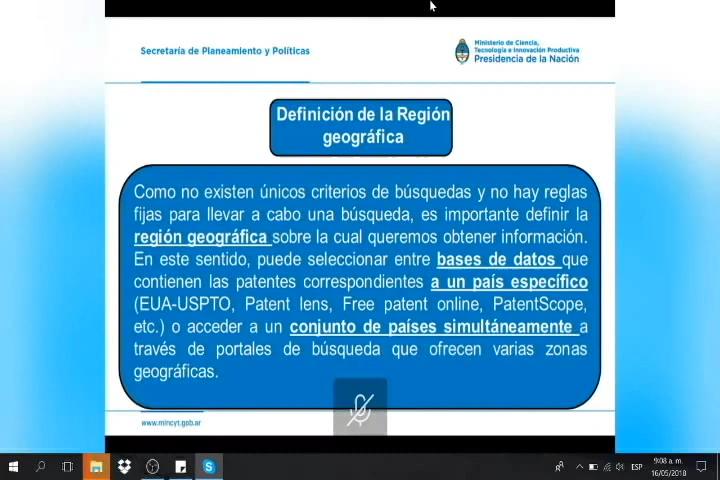 Secretaría de Planeamiento y Políticas
Ministerio de Ciencia,
Tecnología e Innovación Productiva
Presidencia de la Nación
Definición de la Región
geográfica
Como no existen únicos criterios de búsquedas y no hay reglas
fijas para llevar a cabo una búsqueda, es importante definir la
región geográfica sobre la cual queremos obtener información.
En este sentido, puede seleccionar entre bases de datos que
contienen las patentes correspondientes a un país específico
(EUA-USPTO, Patent lens, Free patent online, PatentScope,
etc.) o acceder a un conjunto de países simultáneamente a
través de portales de búsqueda que ofrecen varias zonas
geográficas.
www.mincyt.gob.ar
ESP
9:08 a. m.
16/05/2018